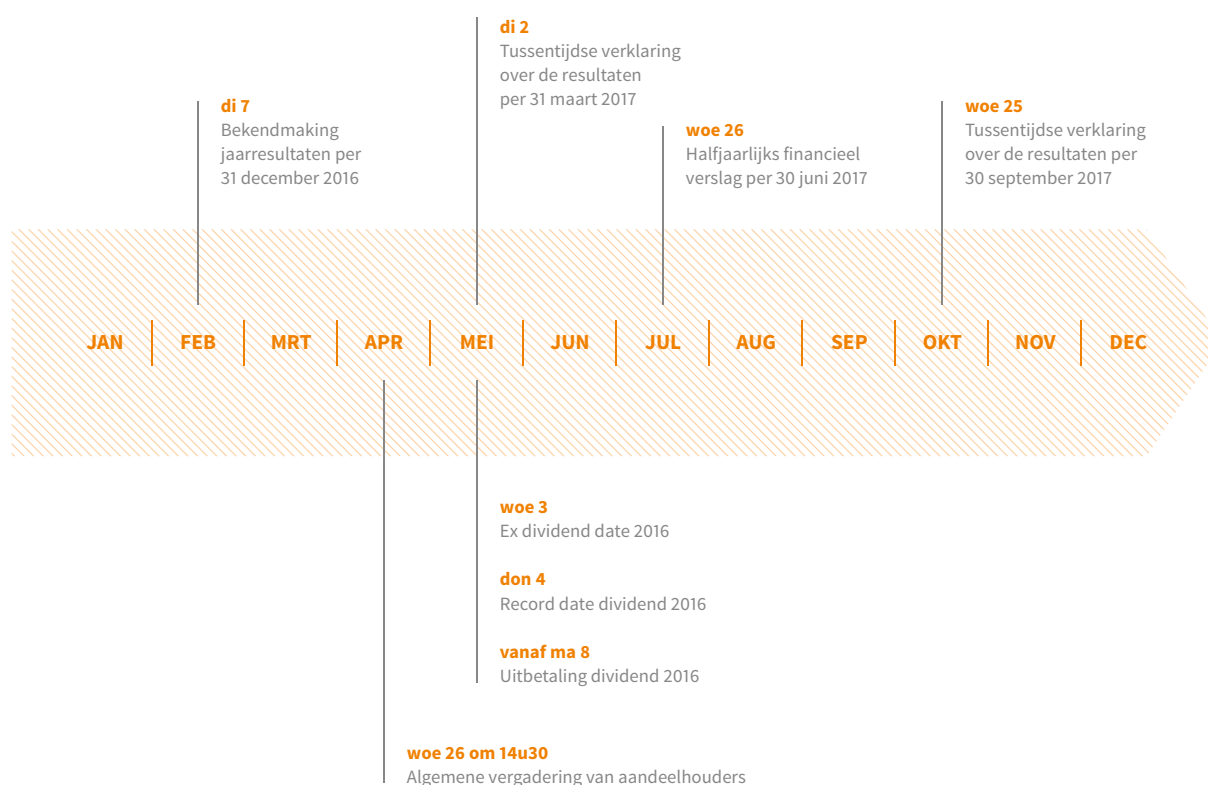 di 2
Tussentijdse verklaring
over de resultaten
per 31 maart 2017
di 7
Bekendmaking
jaarresultaten per
31 december 2016
woe 26
Halfjaarlijks financieel
verslag per 30 juni 2017
woe 25
Tussentijdse verklaring
over de resultaten per
30 september 2017
JAN FEB MRT APR MEI JUN JUL AUG SEP OKT NOV DEC
woe 3
Ex dividend date 2016
don 4
Record date dividend 2016
vanaf ma 8
Uitbetaling dividend 2016
woe 26 om 14u30
Algemene vergadering van aandeelhouders